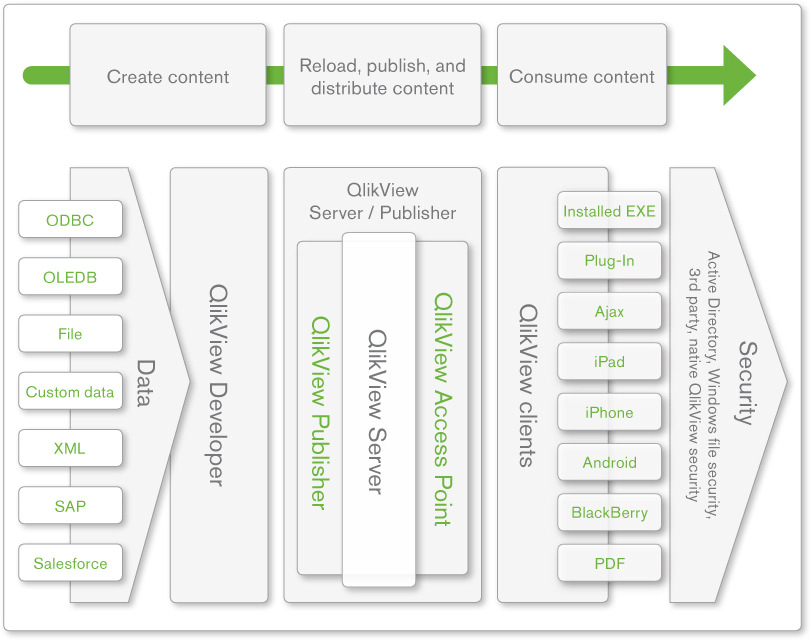 Create content
Reload, publish, and
distribute content
Consume content
ODBC
OLEDB
File
Custom data
XML
SAP
Salesforce
Data
QlikView Developer
QlikView
Server / Publisher
QlikView Publisher
QlikView Server
QlikView Access Point
QlikView clients
Installed EXE
Plug-In
Ajax
iPad
iPhone
Android
BlackBerry
PDF
Security
Active Directory, Windows file security,
3rd party, native QlikView
security